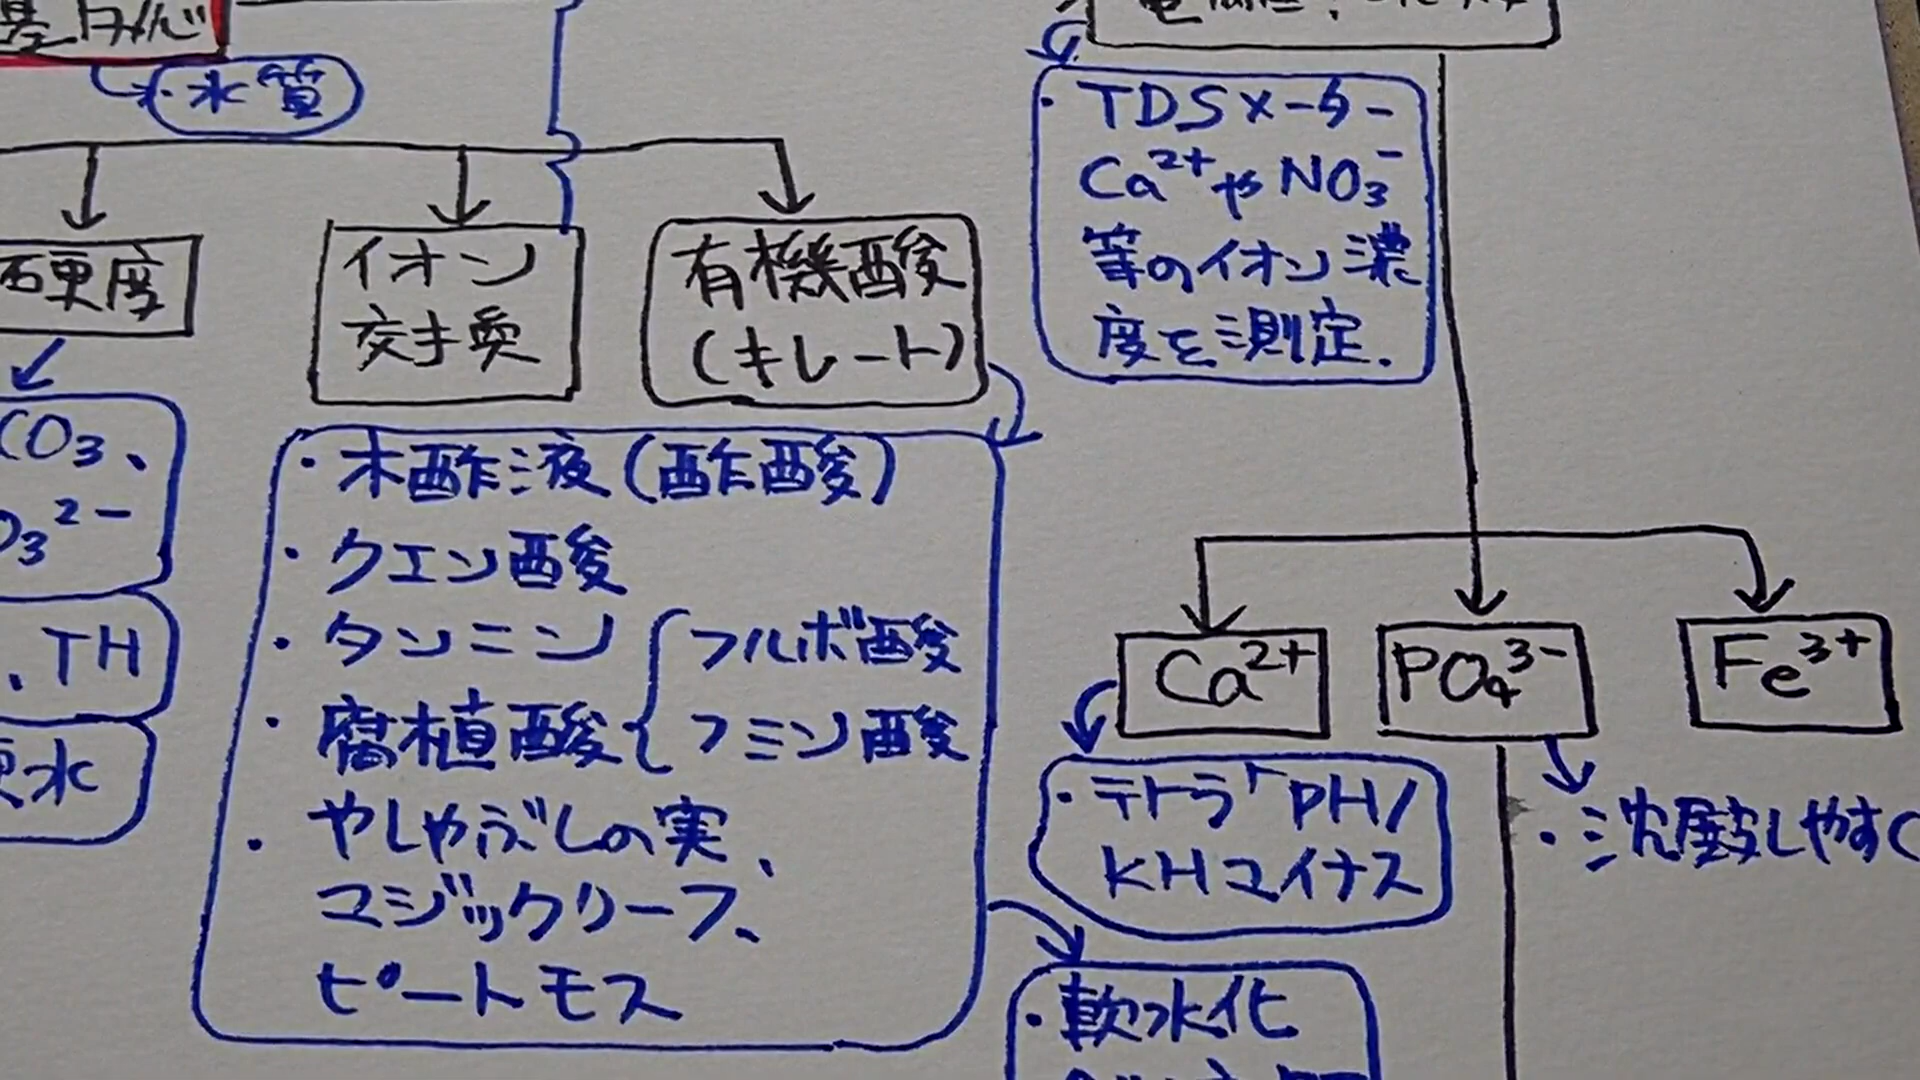 水質
硬度
イオン
交換
有機酸
(キレート)
・TDSメーター
Ca²⁺やNO₃⁻
等のイオン濃
度を測定.
CO₃、
O₃²⁻
、TH
硬水
・木酢液(酢酸)
・クエン酸
・タンニン
・腐植酸{フルボ酸
フミン酸
・やしゃぶしの実、
マジックリーフ、
ピートモス
Ca²⁺
PO₄³⁻
Fe³⁺
・テトラ PH/
KHマイナス
・沈殿しやすく
・軟水化